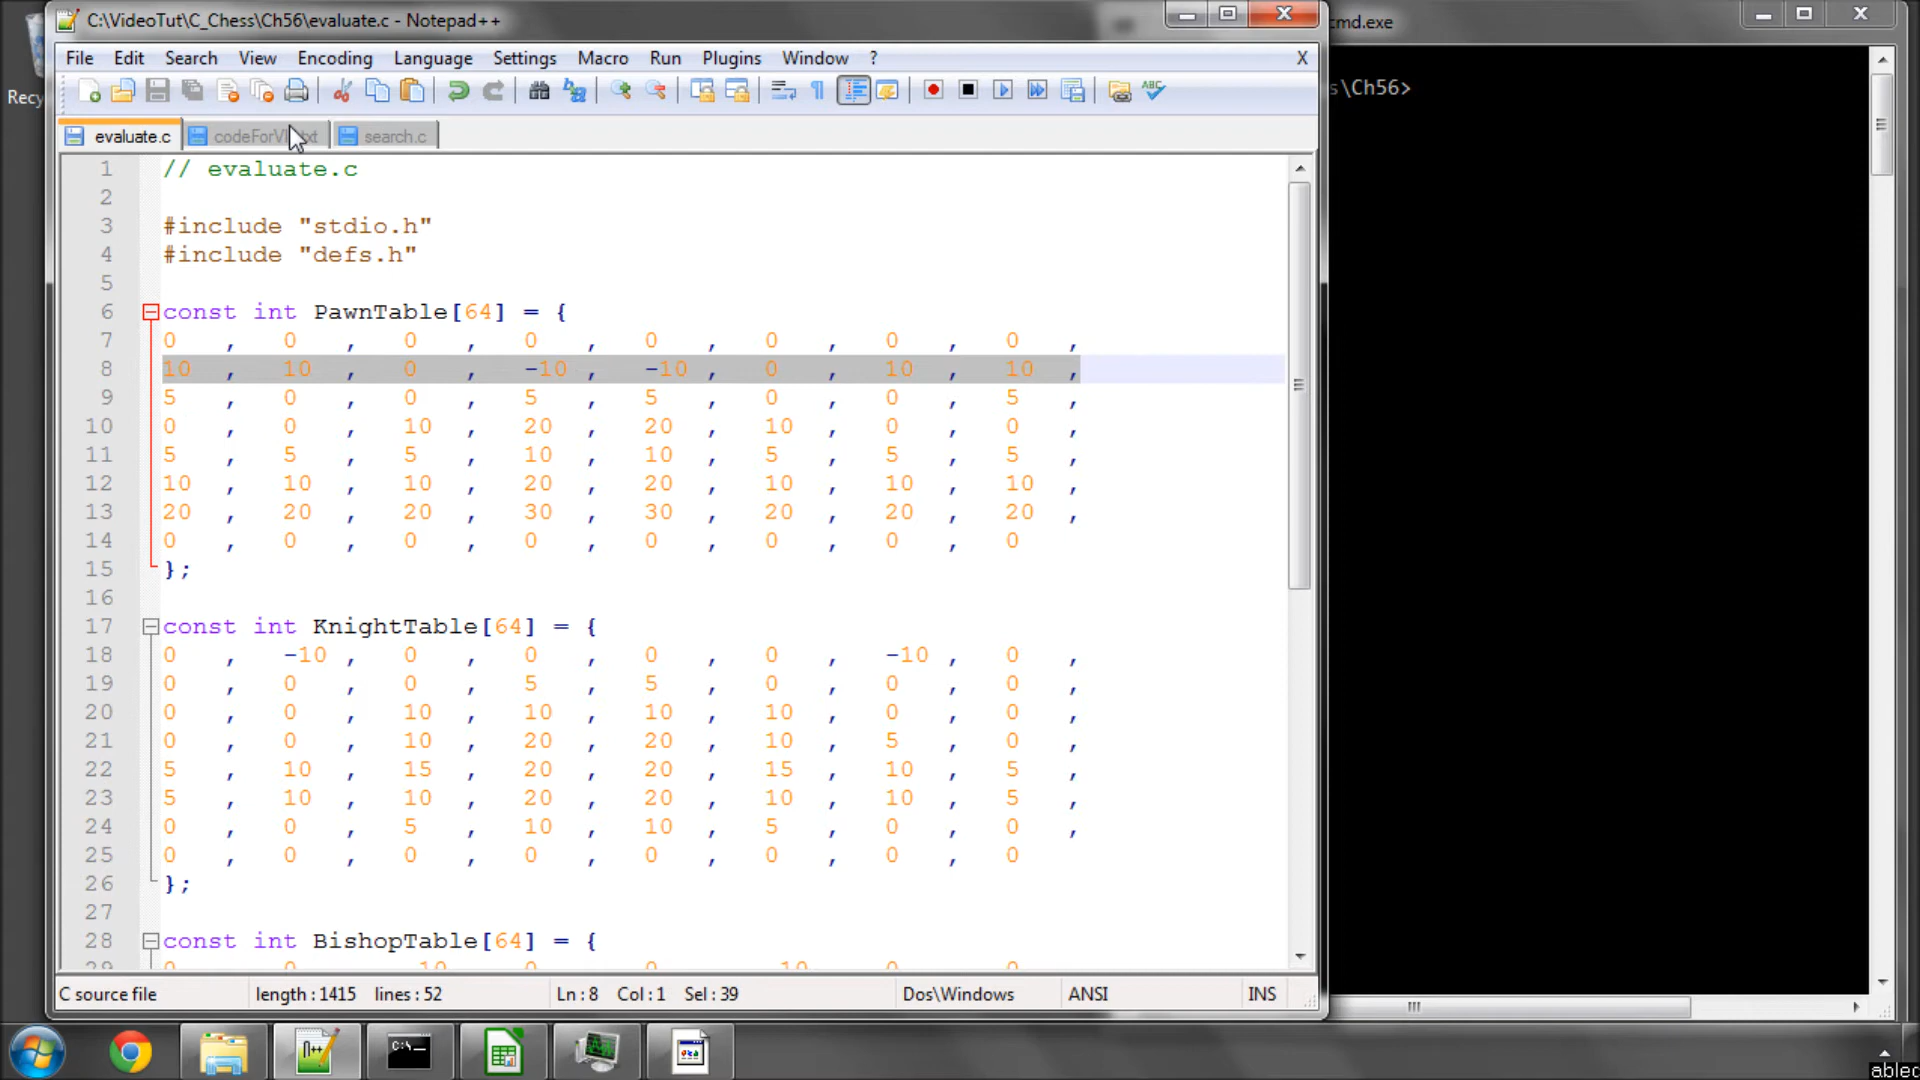 C:\VideoTut\C_Chess\Ch56\evaluate.c - Notepad++
cmd.exe
File Edit Search View Encoding Language Settings Macro Run Plugins Window ? X
Recy
s\Ch56>
evaluate.c search.c
1 // evaluate.c
2
3 #include "stdio.h"
4 #include "defs.h"
5
6 const int PawnTable[64] = {
7 0 , 0 , 0 , 0 , 0 , 0 , 0 , 0 ,
8 10 , 10 , 0 , -10 , -10 , 0 , 10 , 10 ,
9 5 , 0 , 0 , 5 , 5 , 0 , 0 , 5 ,
10 0 , 0 , 10 , 20 , 20 , 10 , 0 , 0 ,
11 5 , 5 , 5 , 10 , 10 , 5 , 5 , 5 ,
12 10 , 10 , 10 , 20 , 20 , 10 , 10 , 10 ,
13 20 , 20 , 20 , 30 , 30 , 20 , 20 , 20 ,
14 0 , 0 , 0 , 0 , 0 , 0 , 0 , 0
15 };
16
17 const int KnightTable[64] = {
18 0 , -10 , 0 , 0 , 0 , 0 , -10 , 0 ,
19 0 , 0 , 0 , 5 , 5 , 0 , 0 , 0 ,
20 0 , 0 , 10 , 10 , 10 , 10 , 0 , 0 ,
21 0 , 0 , 10 , 20 , 20 , 10 , 5 , 0 ,
22 5 , 10 , 15 , 20 , 20 , 15 , 10 , 5 ,
23 5 , 10 , 10 , 20 , 20 , 10 , 10 , 5 ,
24 0 , 0 , 5 , 10 , 10 , 5 , 0 , 0 ,
25 0 , 0 , 0 , 0 , 0 , 0 , 0 , 0
26 };
27
28 const int BishopTable[64] = {
C source file length : 1415 lines : 52 Ln : 8 Col : 1 Sel : 39 Dos\Windows ANSI INS
ablec